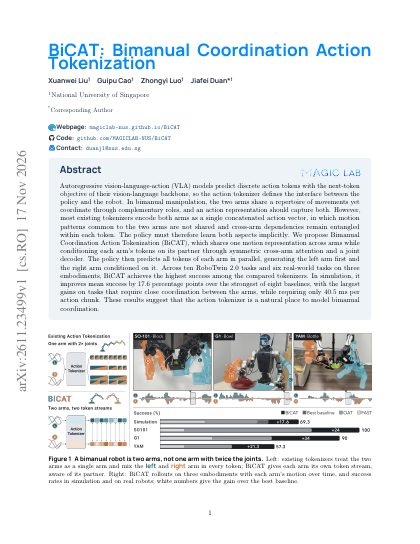 BiCAT: Bimanual Coordination Action
Tokenization
Xuanwei Liu¹ Guipu Cao¹ Zhongyi Luo¹ Jiafei Duan*¹
¹National University of Singapore
*Corresponding Author
Webpage: magiclab-nus.github.io/BiCAT
Code: github.com/MAGICLAB-NUS/BiCAT
Contact: duanj1@nus.edu.sg
Abstract
MAGIC LAB
Autoregressive vision-language-action (VLA) models predict discrete action tokens with the next-token
objective of their vision-language backbone, so the action tokenizer defines the interface between the
policy and the robot. In bimanual manipulation, the two arms share a repertoire of movements yet
coordinate through complementary roles, and an action representation should capture both. However,
most existing tokenizers encode both arms as a single concatenated action vector, in which motion
patterns common to the two arms are not shared and cross-arm dependencies remain entangled
within each token. The policy must therefore learn both aspects implicitly. We propose Bimanual
Coordination Action Tokenization (BiCAT), which shares one motion representation across arms while
conditioning each arm's tokens on its partner through symmetric cross-arm attention and a joint
decoder. The policy then predicts all tokens of each arm in parallel, generating the left arm first and
the right arm conditioned on it. Across ten RoboTwin 2.0 tasks and six real-world tasks on three
embodiments, BiCAT achieves the highest success among the compared methods. In simulation, it
improves mean success by 17.6 percentage points over the strongest of eight baselines, with the largest
gains on tasks that require close coordination between the arms, while requiring only 40.5 ms per
action chunk. These results suggest that the action tokenizer is a natural place to model bimanual
coordination.
arXiv:2611.23499v1 [cs.RO] 17 Nov 2026
Existing Action Tokenization
One arm with 2× joints
Action
Tokenizer
BiCAT
Two arms, two token streams
Action
Tokenizer
SO-101: Block
G1: Bowl
YAM: Bottle
Success (%)
BiCAT Best baseline OAT FAST
Simulation +17.6 69.3
SO101 +24 100
G1 +34 90
YAM +21.3 57.3
Figure 1 A bimanual robot is two arms, not one arm with twice the joints. Left: existing tokenizers treat the two
arms as a single arm and mix the left and right arm in every token; BiCAT gives each arm its own token stream,
aware of its partner. Right: BiCAT rollouts on three embodiments with each arm's motion over time, and success
rates in simulation and on real robots; white numbers give the gain over the best baseline.
1